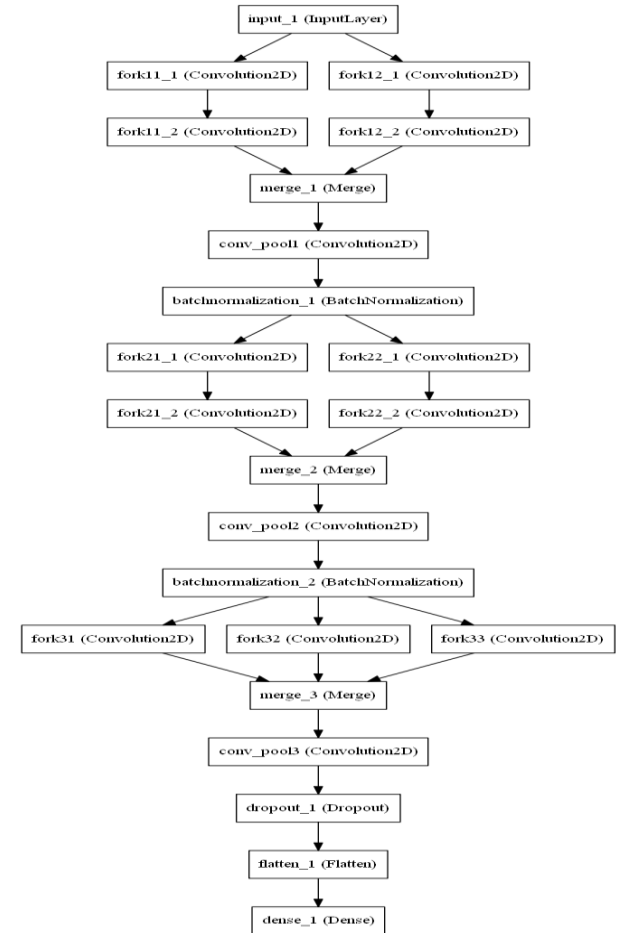 input_1 (InputLayer)
fork11_1 (Convolution2D)
fork12_1 (Convolution2D)
fork11_2 (Convolution2D)
fork12_2 (Convolution2D)
merge_1 (Merge)
conv_pool1 (Convolution2D)
batchnormalization_1 (BatchNormalization)
fork21_1 (Convolution2D)
fork22_1 (Convolution2D)
fork21_2 (Convolution2D)
fork22_2 (Convolution2D)
merge_2 (Merge)
conv_pool2 (Convolution2D)
batchnormalization_2 (BatchNormalization)
fork31 (Convolution2D)
fork32 (Convolution2D)
fork33 (Convolution2D)
merge_3 (Merge)
conv_pool3 (Convolution2D)
dropout_1 (Dropout)
flatten_1 (Flatten)
dense_1 (Dense)